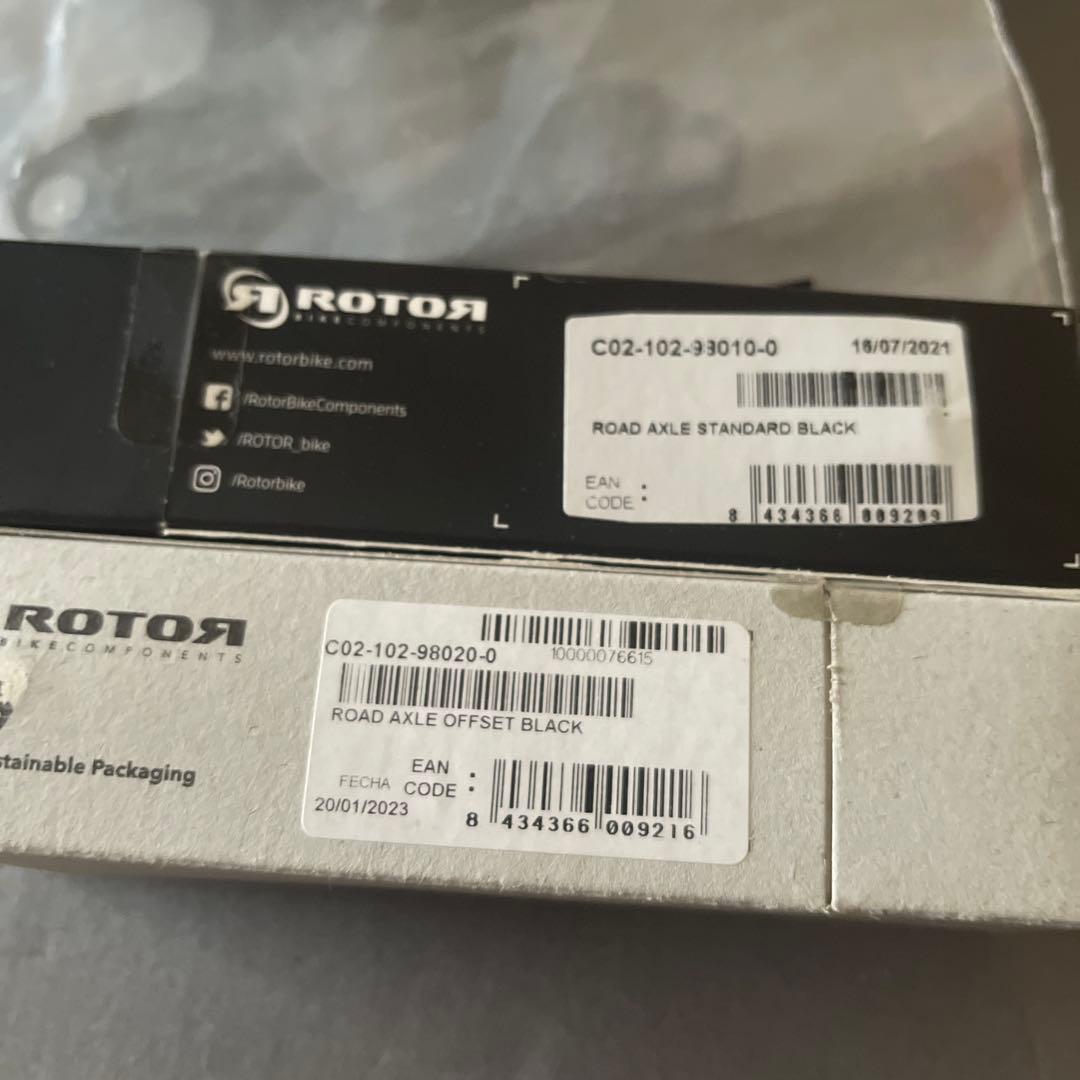 ROTOR
BIKECOMPONENTS
www.rotorbike.com
/RotorBikeComponents
/ROTOR_bike
/Rotorbike
C02-102-98010-0 16/07/2021
ROAD AXLE STANDARD BLACK
EAN
CODE :
8 434366 009209
ROTOR
BIKECOMPONENTS
stainable Packaging
C02-102-98020-0 10000076615
ROAD AXLE OFFSET BLACK
EAN
FECHA CODE :
20/01/2023
8 434366 009216